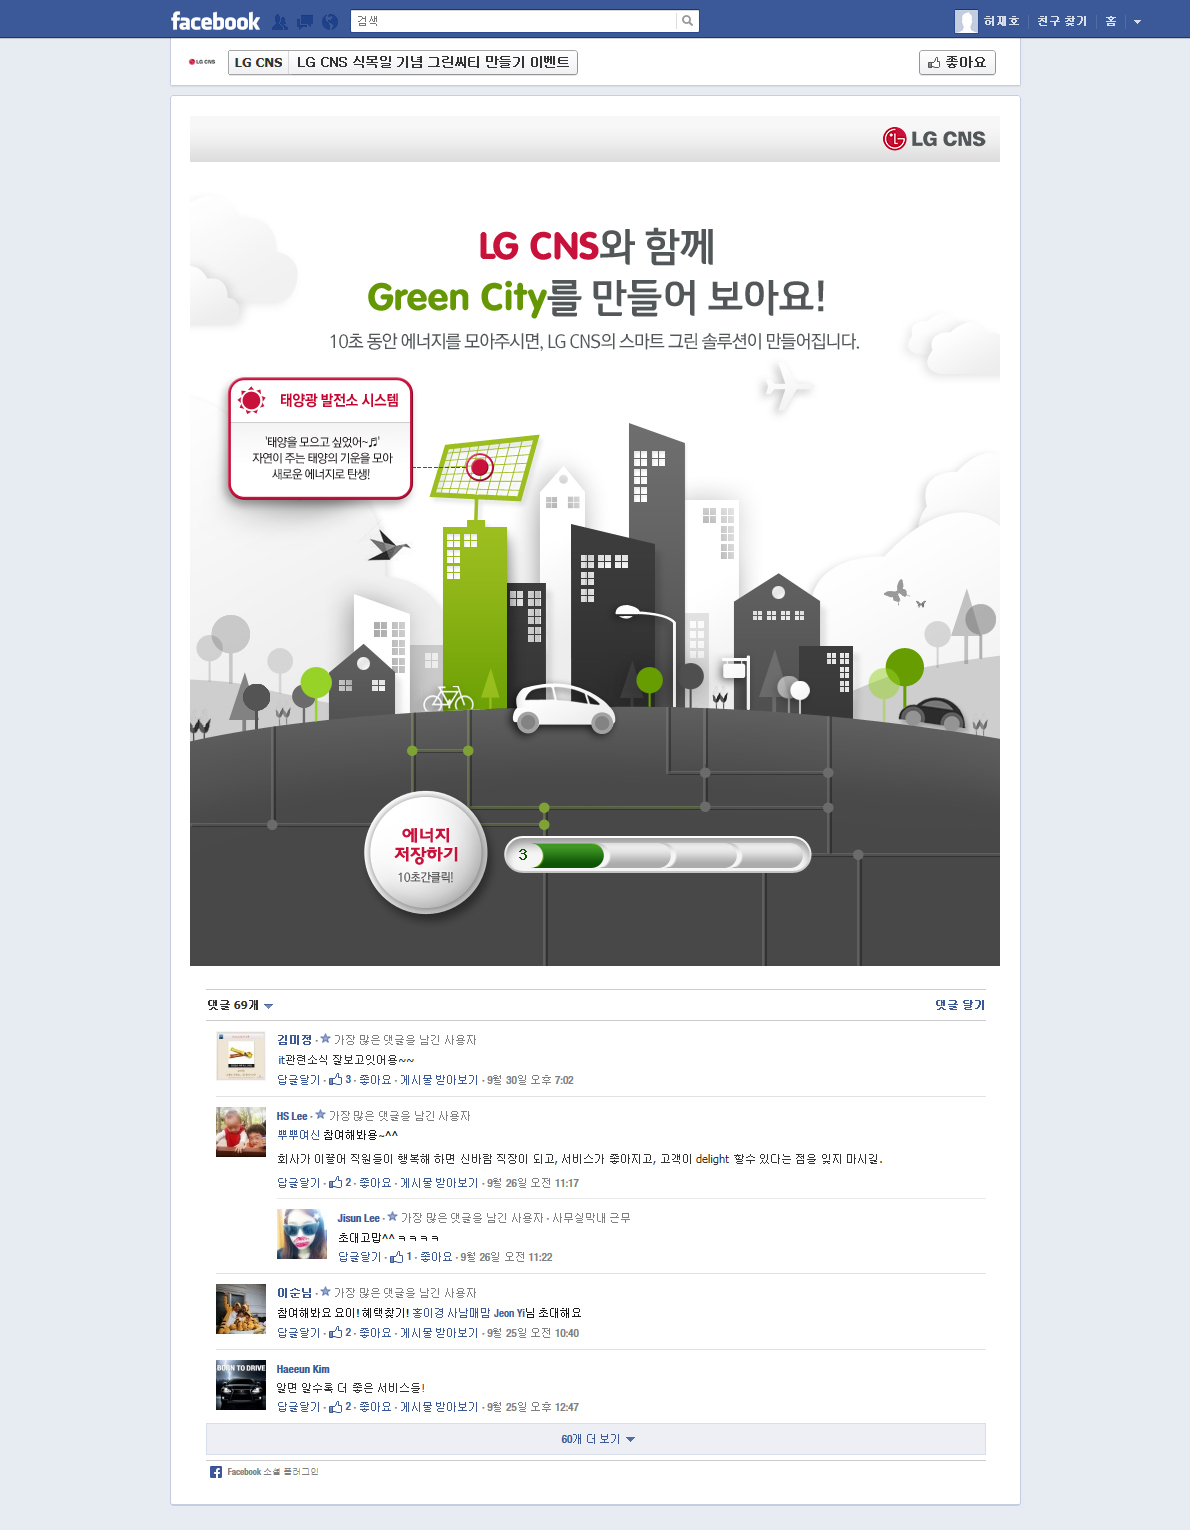 facebook
검색
허재호
친구 찾기
홈
LG CNS
LG CNS
LG CNS 식목일 기념 그린씨티 만들기 이벤트
좋아요
LG CNS
LG CNS와 함께
Green City를 만들어 보아요!
10초 동안 에너지를 모아주시면, LG CNS의 스마트 그린 솔루션이 만들어집니다.
태양광 발전소 시스템
'태양을 모으고 싶었어~♬'
자연이 주는 태양의 기운을 모아
새로운 에너지로 탄생!
에너지
저장하기
10초간클릭!
3
댓글 69개
댓글 달기
김미정 · 가장 많은 댓글을 남긴 사용자
it관련소식 잘보고잇어용~~
답글달기 · 3 · 좋아요 · 게시물 받아보기 · 9월 30일 오후 7:02
HS Lee · 가장 많은 댓글을 남긴 사용자
뿌뿌여신 참여해봐용~^^
회사가 이끌어 직원들이 행복해 하면 신바람 직장이 되고, 서비스가 좋아지고, 고객이 delight 할수 있다는 점을 잊지 마시길.
답글달기 · 2 · 좋아요 · 게시물 받아보기 · 9월 26일 오전 11:17
Jisun Lee · 가장 많은 댓글을 남긴 사용자 · 사무실막내 근무
초대고맙^^ ㅋㅋㅋㅋ
답글달기 · 1 · 좋아요 · 9월 26일 오전 11:22
이순님 · 가장 많은 댓글을 남긴 사용자
참여해봐요 요이! 혜택찾기! 홍이경 사남매맘 Jeon Yi님 초대해요
답글달기 · 2 · 좋아요 · 게시물 받아보기 · 9월 25일 오전 10:40
BORN TO DRIVE
Haeeun Kim
알면 알수록 더 좋은 서비스들!
답글달기 · 2 · 좋아요 · 게시물 받아보기 · 9월 25일 오후 12:47
60개 더 보기
Facebook 소셜 플러그인